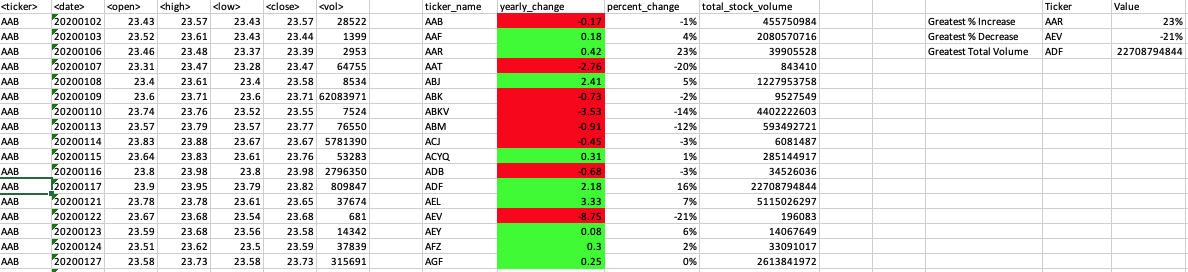 <ticker> <date> <open> <high> <low> <close> <vol> ticker_name yearly_change percent_change total_stock_volume Ticker Value
AAB 20200102 23.43 23.57 23.43 23.57 28522 AAB -0.17 -1% 455750984 Greatest % Increase AAR 23%
AAB 20200103 23.52 23.61 23.43 23.44 1399 AAF 0.18 4% 2080570716 Greatest % Decrease AEV -21%
AAB 20200106 23.46 23.48 23.37 23.39 2953 AAR 0.42 23% 39905528 Greatest Total Volume ADF 22708794844
AAB 20200107 23.31 23.47 23.28 23.47 64755 AAT -2.76 -20% 843410
AAB 20200108 23.4 23.61 23.4 23.58 8534 ABJ 2.41 5% 1227953758
AAB 20200109 23.6 23.71 23.6 23.71 62083971 ABK -0.73 -2% 9527549
AAB 20200110 23.74 23.76 23.52 23.55 7524 ABKV -3.53 -14% 4402222603
AAB 20200113 23.57 23.79 23.57 23.77 76550 ABM -0.91 -12% 593492721
AAB 20200114 23.83 23.88 23.67 23.67 5781390 ACJ -0.45 -3% 6081487
AAB 20200115 23.64 23.83 23.61 23.76 53283 ACYQ 0.31 1% 285144917
AAB 20200116 23.8 23.98 23.8 23.98 2796350 ADB -0.68 -3% 34526036
AAB 20200117 23.9 23.95 23.79 23.82 809847 ADF 2.18 16% 22708794844
AAB 20200121 23.78 23.78 23.61 23.65 37674 AEL 3.33 7% 5115026297
AAB 20200122 23.67 23.68 23.54 23.68 681 AEV -8.75 -21% 196083
AAB 20200123 23.59 23.68 23.56 23.58 14342 AEY 0.08 6% 14067649
AAB 20200124 23.51 23.62 23.5 23.59 37839 AFZ 0.3 2% 33091017
AAB 20200127 23.58 23.73 23.58 23.73 315691 AGF 0.25 0% 2613841972